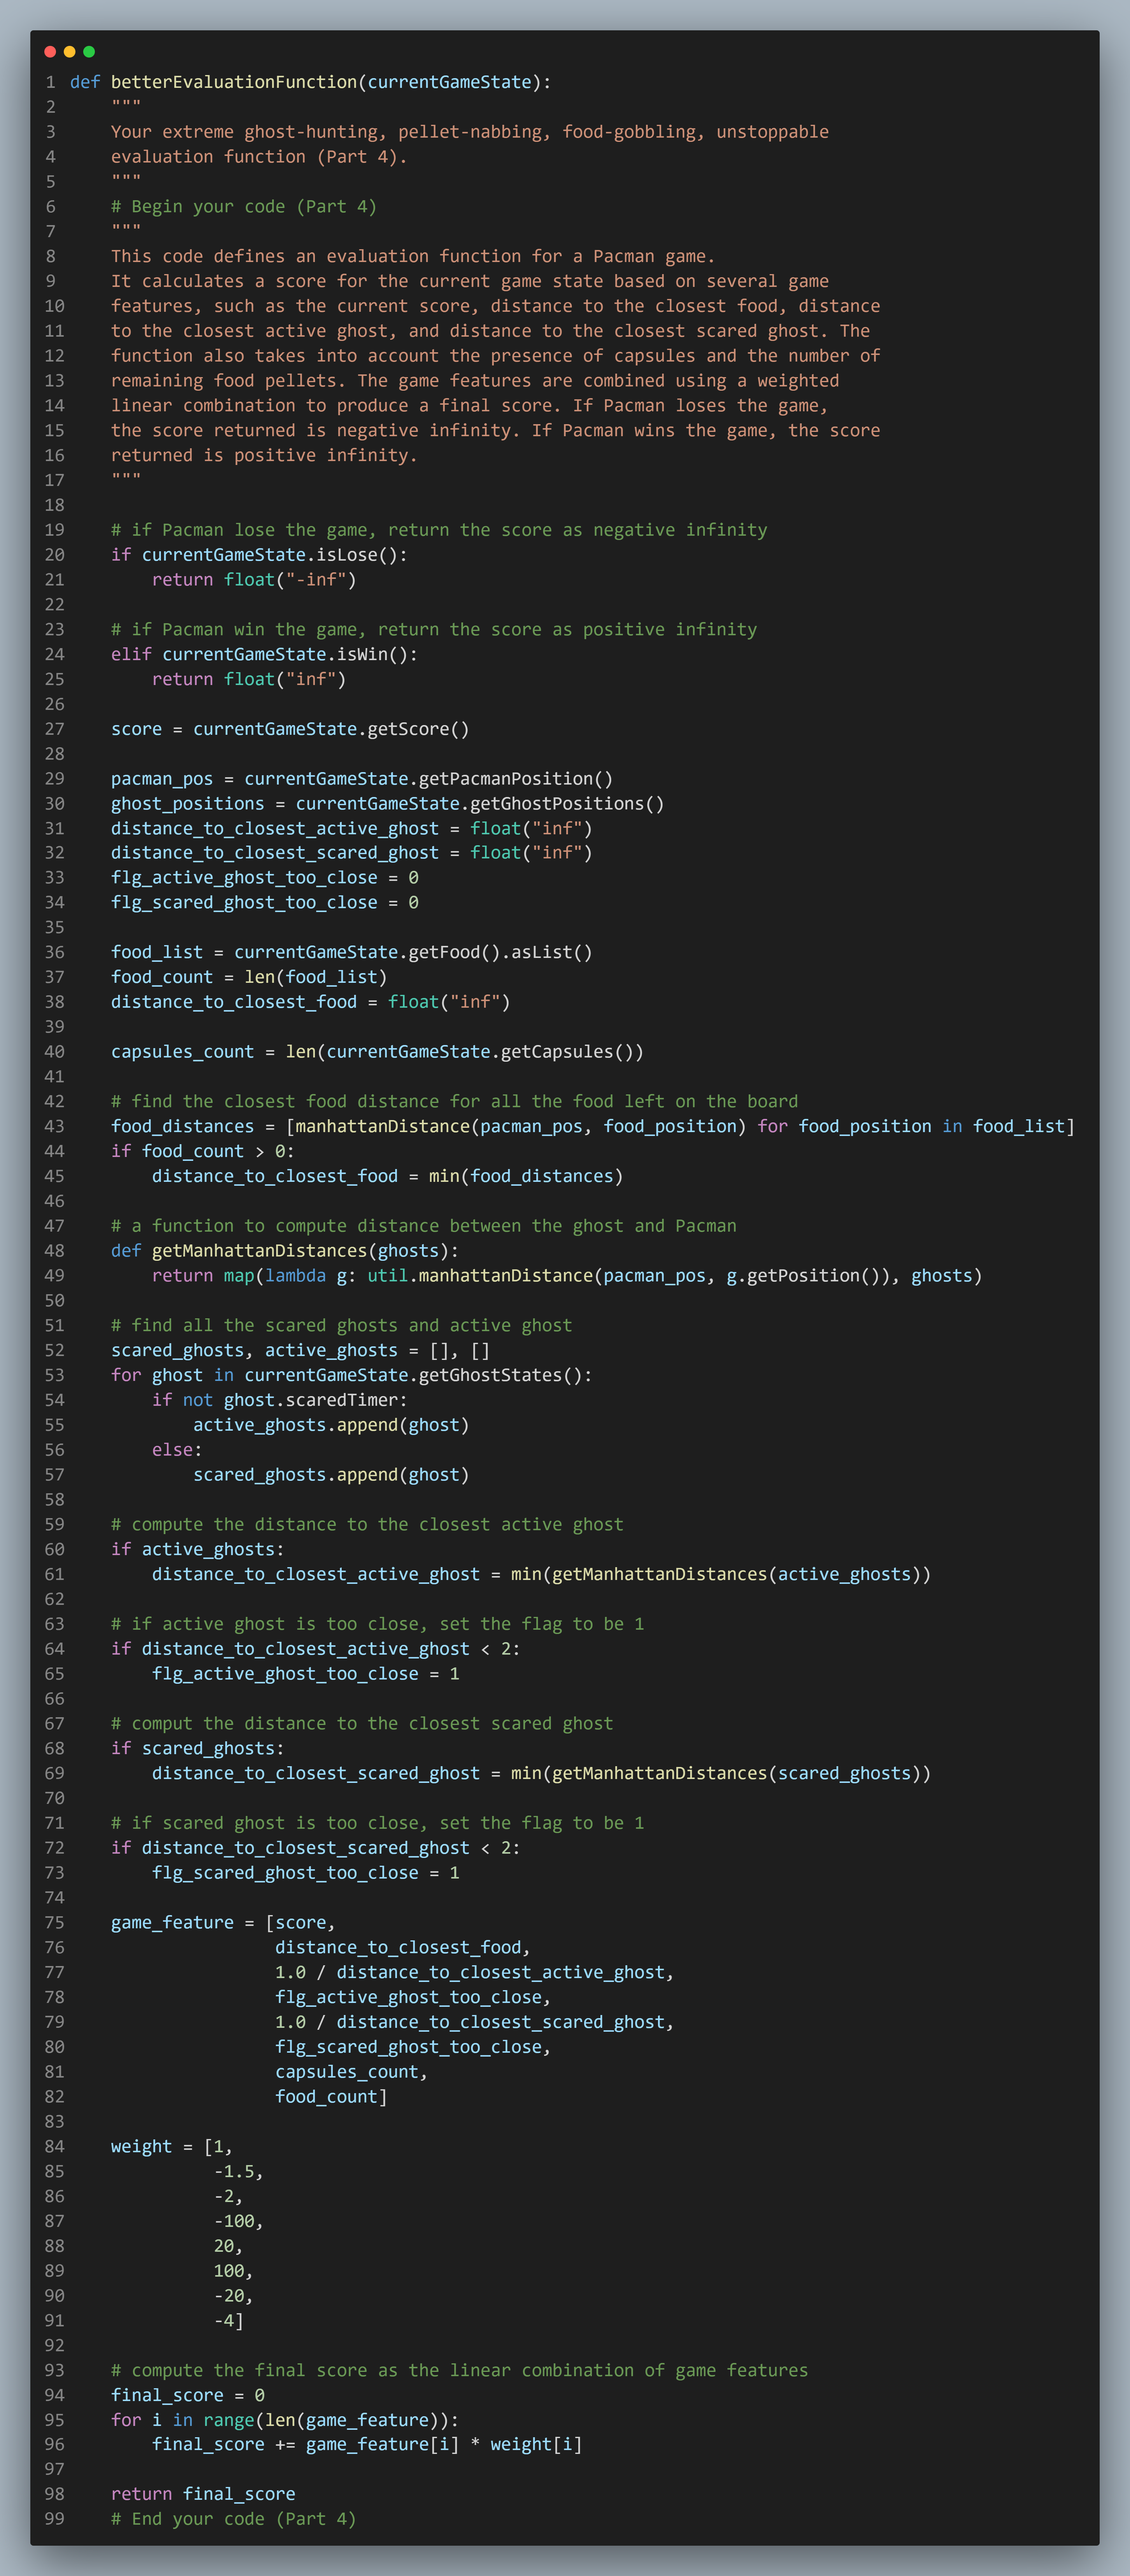 1 def betterEvaluationFunction(currentGameState):
2     """
3     Your extreme ghost-hunting, pellet-nabbing, food-gobbling, unstoppable
4     evaluation function (Part 4).
5     """
6     # Begin your code (Part 4)
7     """
8     This code defines an evaluation function for a Pacman game.
9     It calculates a score for the current game state based on several game
10     features, such as the current score, distance to the closest food, distance
11     to the closest active ghost, and distance to the closest scared ghost. The
12     function also takes into account the presence of capsules and the number of
13     remaining food pellets. The game features are combined using a weighted
14     linear combination to produce a final score. If Pacman loses the game,
15     the score returned is negative infinity. If Pacman wins the game, the score
16     returned is positive infinity.
17     """
18
19     # if Pacman lose the game, return the score as negative infinity
20     if currentGameState.isLose():
21         return float("-inf")
22
23     # if Pacman win the game, return the score as positive infinity
24     elif currentGameState.isWin():
25         return float("inf")
26
27     score = currentGameState.getScore()
28
29     pacman_pos = currentGameState.getPacmanPosition()
30     ghost_positions = currentGameState.getGhostPositions()
31     distance_to_closest_active_ghost = float("inf")
32     distance_to_closest_scared_ghost = float("inf")
33     flg_active_ghost_too_close = 0
34     flg_scared_ghost_too_close = 0
35
36     food_list = currentGameState.getFood().asList()
37     food_count = len(food_list)
38     distance_to_closest_food = float("inf")
39
40     capsules_count = len(currentGameState.getCapsules())
41
42     # find the closest food distance for all the food left on the board
43     food_distances = [manhattanDistance(pacman_pos, food_position) for food_position in food_list]
44     if food_count > 0:
45         distance_to_closest_food = min(food_distances)
46
47     # a function to compute distance between the ghost and Pacman
48     def getManhattanDistances(ghosts):
49         return map(lambda g: util.manhattanDistance(pacman_pos, g.getPosition()), ghosts)
50
51     # find all the scared ghosts and active ghost
52     scared_ghosts, active_ghosts = [], []
53     for ghost in currentGameState.getGhostStates():
54         if not ghost.scaredTimer:
55             active_ghosts.append(ghost)
56         else:
57             scared_ghosts.append(ghost)
58
59     # compute the distance to the closest active ghost
60     if active_ghosts:
61         distance_to_closest_active_ghost = min(getManhattanDistances(active_ghosts))
62
63     # if active ghost is too close, set the flag to be 1
64     if distance_to_closest_active_ghost < 2:
65         flg_active_ghost_too_close = 1
66
67     # comput the distance to the closest scared ghost
68     if scared_ghosts:
69         distance_to_closest_scared_ghost = min(getManhattanDistances(scared_ghosts))
70
71     # if scared ghost is too close, set the flag to be 1
72     if distance_to_closest_scared_ghost < 2:
73         flg_scared_ghost_too_close = 1
74
75     game_feature = [score,
76                     distance_to_closest_food,
77                     1.0 / distance_to_closest_active_ghost,
78                     flg_active_ghost_too_close,
79                     1.0 / distance_to_closest_scared_ghost,
80                     flg_scared_ghost_too_close,
81                     capsules_count,
82                     food_count]
83
84     weight = [1,
85               -1.5,
86               -2,
87               -100,
88               20,
89               100,
90               -20,
91               -4]
92
93     # compute the final score as the linear combination of game features
94     final_score = 0
95     for i in range(len(game_feature)):
96         final_score += game_feature[i] * weight[i]
97
98     return final_score
99     # End your code (Part 4)